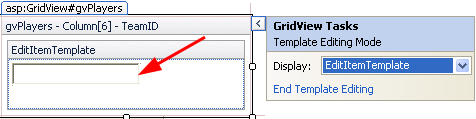 asp:GridView#gvPlayers
gvPlayers - Column[6] - TeamID
EditItemTemplate
GridView Tasks
Template Editing Mode
Display: EditItemTemplate
End Template Editing